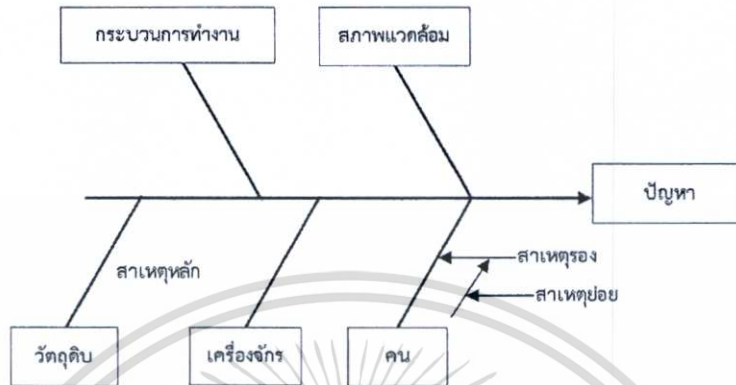 กระบวนการทำงาน
สภาพแวดล้อม
ปัญหา
สาเหตุรอง
สาเหตุหลัก
สาเหตุย่อย
วัตถุดิบ
เครื่องจักร
คน